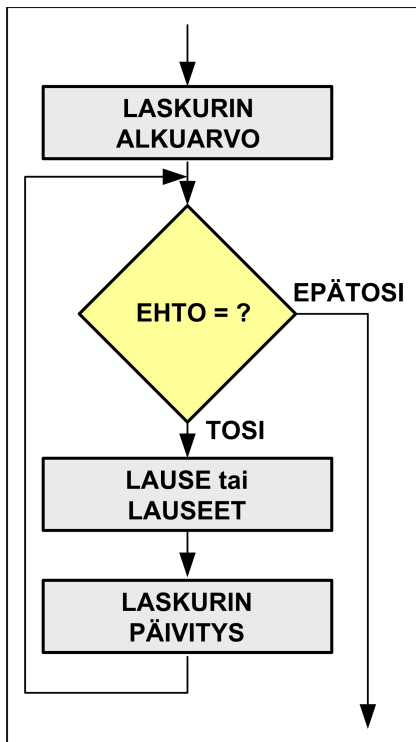 LASKURIN
ALKUARVO
EHTO = ?
EPÄTOSI
TOSI
LAUSE tai
LAUSEET
LASKURIN
PÄIVITYS